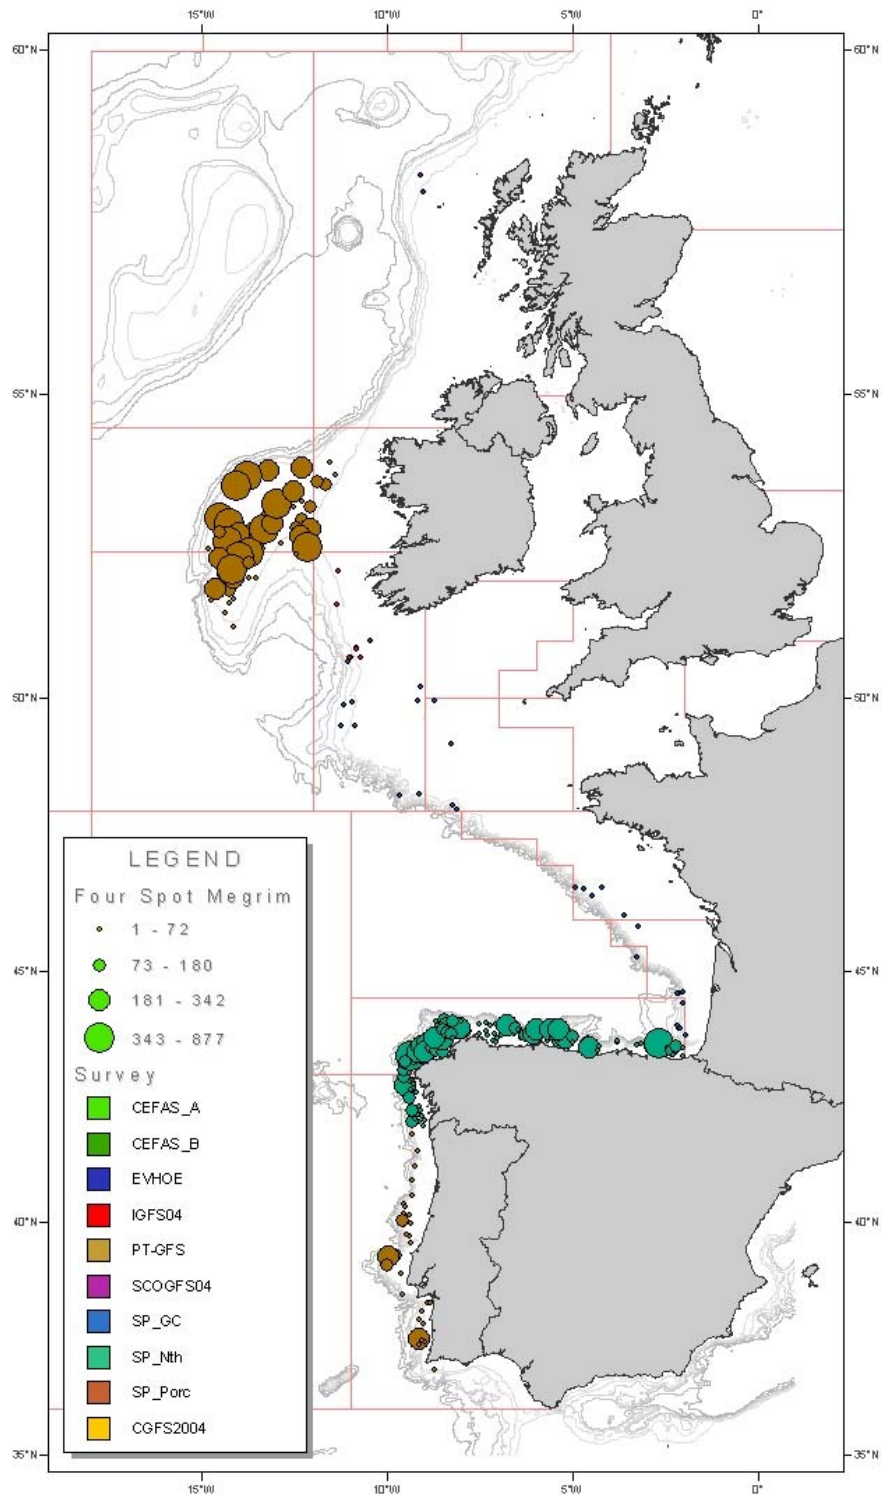 15°W 10°W 5°W 0°
60°N 60°N
55°N 55°N
50°N 50°N
LEGEND
Four Spot Megrim
1 - 72
73 - 180
181 - 342
343 - 877
Survey
CEFAS_A
CEFAS_B
EVHOE
IGFS04
PT-GFS
SCOGFS04
SP_GC
SP_Nth
SP_Porc
CGFS2004
45°N 45°N
40°N 40°N
35°N 35°N
15°W 10°W 5°W 0°